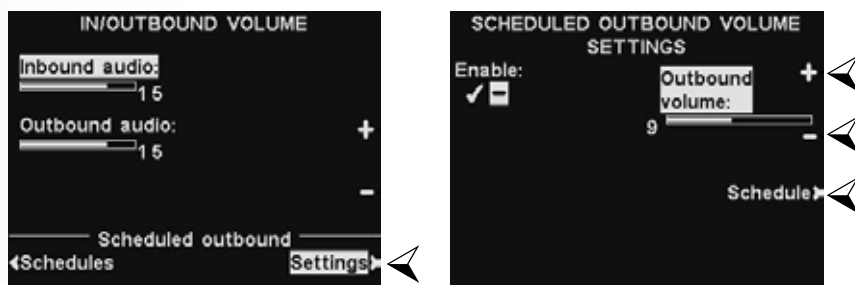 IN/OUTBOUND VOLUME
Inbound audio:
15
Outbound audio:
15
+
-
Scheduled outbound
Schedules
Settings
SCHEDULED OUTBOUND VOLUME
SETTINGS
Enable:
✓ -
Outbound
volume:
+
9
-
Schedule